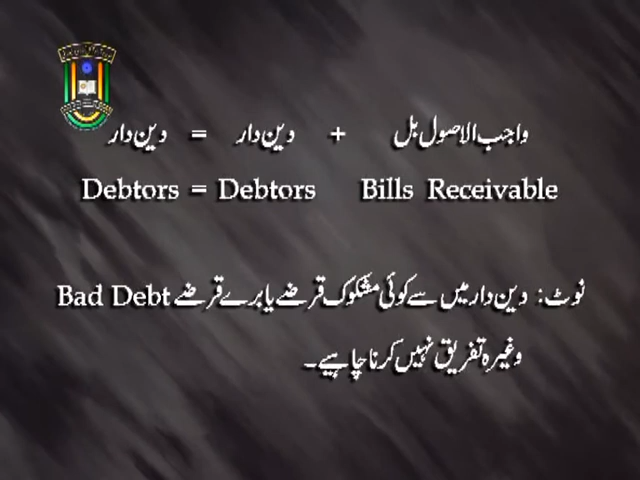 دین دار = دین دار + واجب الاصول بل
Debtors = Debtors Bills Receivable
نوٹ: دین دار میں سے کوئی مشکوک قرضے یا برے قرضے Bad Debt
وغیرہ تفریق نہیں کرنا چاہیے۔